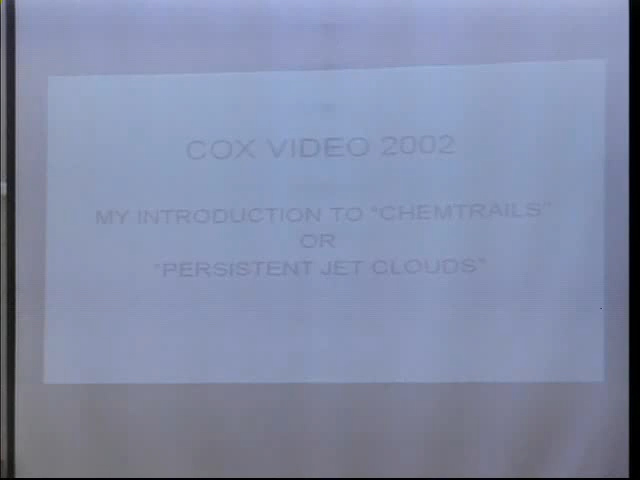 COX VIDEO 2002
MY INTRODUCTION TO "CHEMTRAILS"
OR
"PERSISTENT JET CLOUDS"